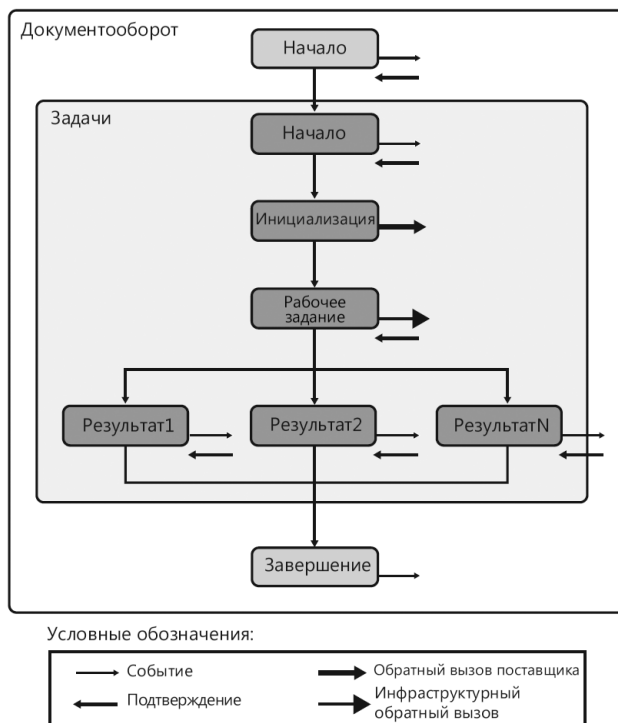 Документооборот
Начало
Задачи
Начало
Инициализация
Рабочее
задание
Результат1
Результат2
РезультатN
Завершение
Условные обозначения:
Событие
Обратный вызов поставщика
Подтверждение
Инфраструктурный
обратный вызов